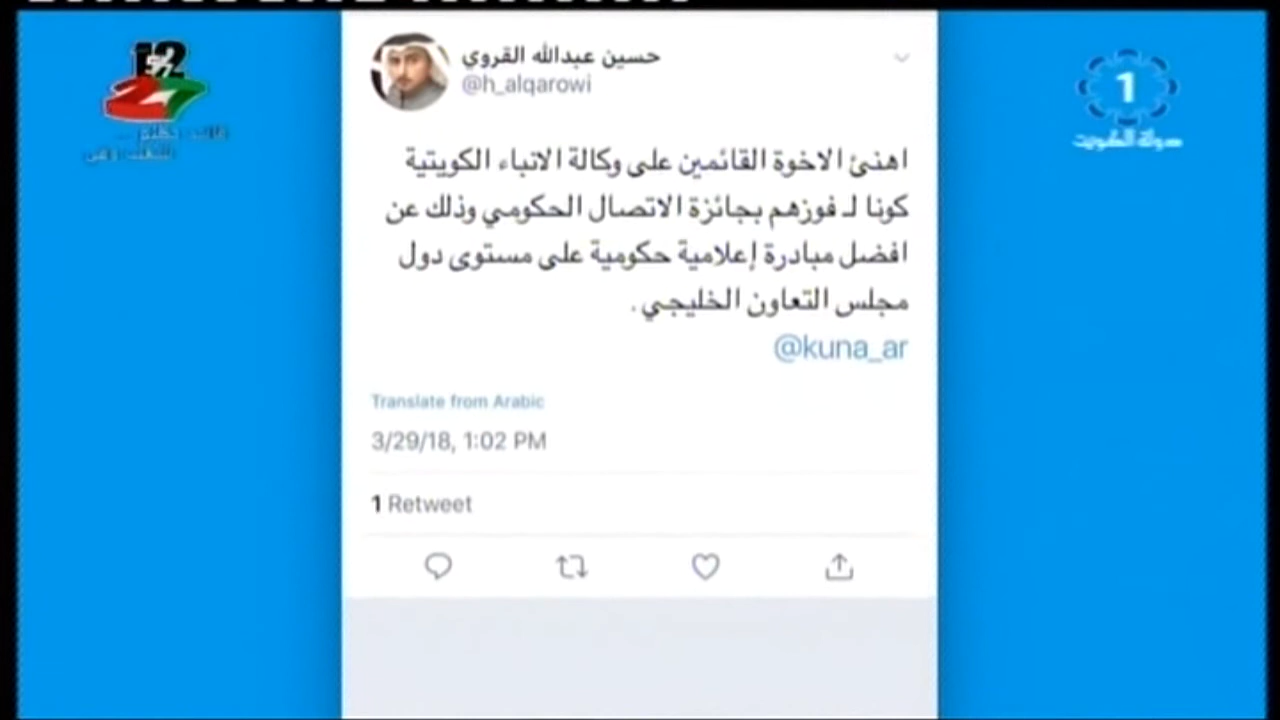 12
27
1
دولة الكويت
حسين عبدالله القروي
@h_alqarowi
اهنئ الاخوة القائمين على وكالة الانباء الكويتية
كونا لـ فوزهم بجائزة الاتصال الحكومي وذلك عن
افضل مبادرة إعلامية حكومية على مستوى دول
مجلس التعاون الخليجي .
@kuna_ar
Translate from Arabic
3/29/18, 1:02 PM
1 Retweet